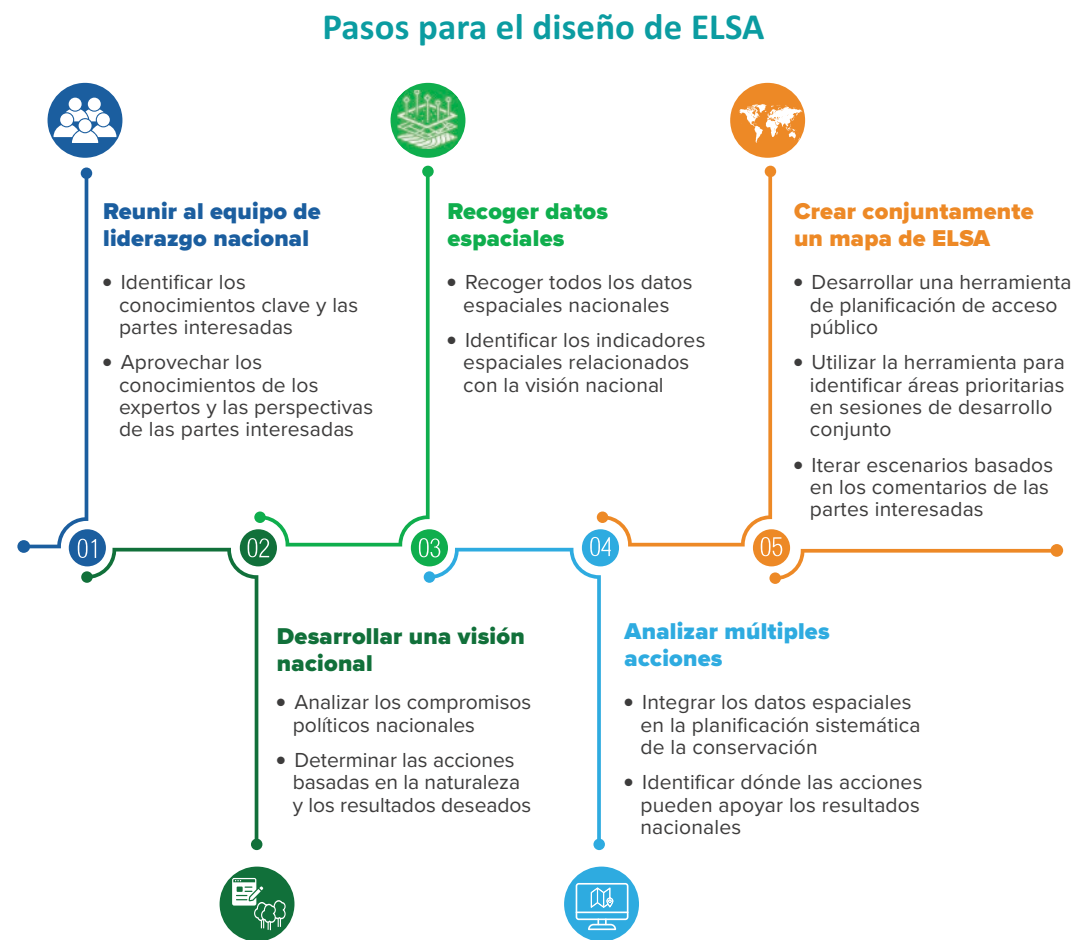 Pasos para el diseño de ELSA
Reunir al equipo de
liderazgo nacional
• Identificar los
conocimientos clave y las
partes interesadas
• Aprovechar los
conocimientos de los
expertos y las perspectivas
de las partes interesadas
Recoger datos
espaciales
• Recoger todos los datos
espaciales nacionales
• Identificar los indicadores
espaciales relacionados
con la visión nacional
Crear conjuntamente
un mapa de ELSA
• Desarrollar una herramienta
de planificación de acceso
público
• Utilizar la herramienta para
identificar áreas prioritarias
en sesiones de desarrollo
conjunto
• Iterar escenarios basados
en los comentarios de las
partes interesadas
01
02
03
04
05
Desarrollar una visión
nacional
• Analizar los compromisos
políticos nacionales
• Determinar las acciones
basadas en la naturaleza
y los resultados deseados
Analizar múltiples
acciones
• Integrar los datos espaciales
en la planificación sistemática
de la conservación
• Identificar dónde las acciones
pueden apoyar los resultados
nacionales